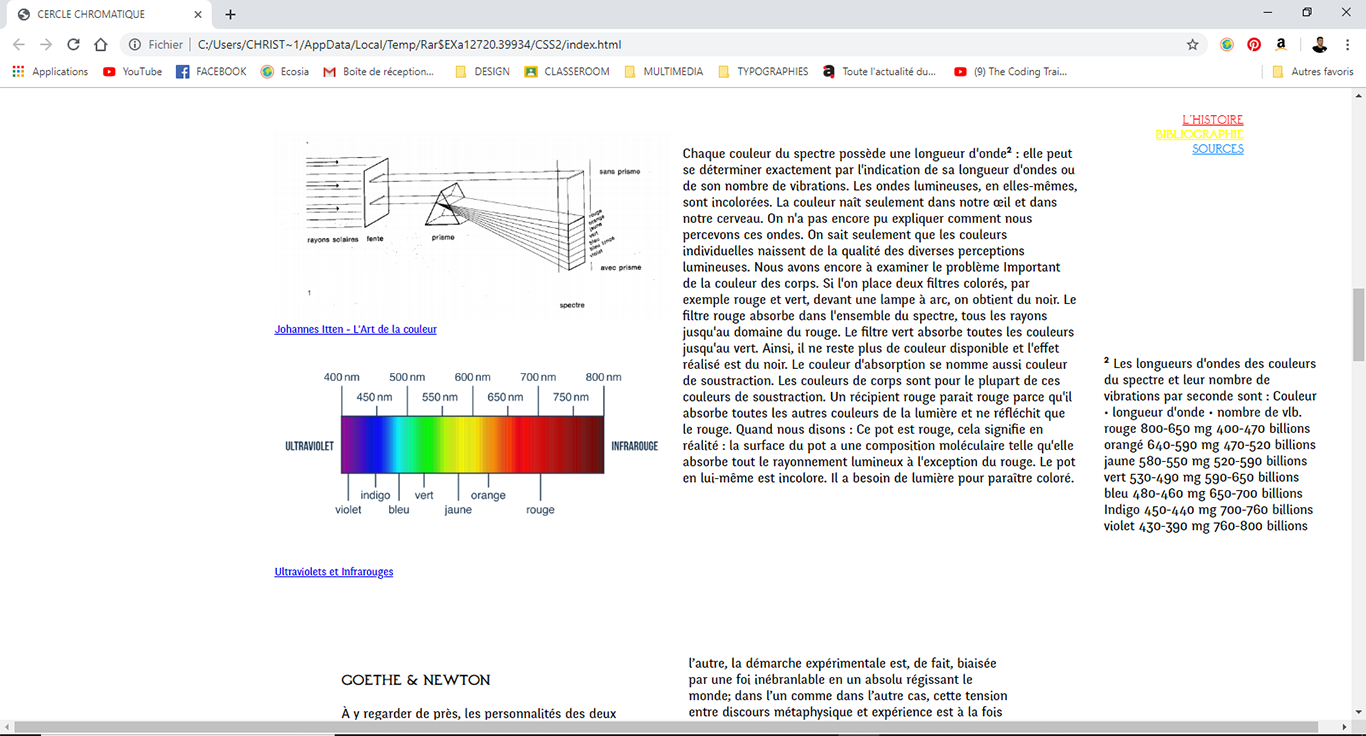 CERCLE CHROMATIQUE
Fichier
C:/Users/CHRIST~1/AppData/Local/Temp/Rar$EXa12720.39934/CSS2/index.html
Applications
YouTube
FACEBOOK
Ecosia
Boîte de réception...
DESIGN
CLASSEROOM
MULTIMEDIA
TYPOGRAPHIES
Toute l'actualité du...
(9) The Coding Trai...
Autres favoris
L'HISTOIRE
BIBLIOGRAPHIE
SOURCES
sans prisme
rayons solaires
fente
prisme
rouge
orange
jaune
vert
bleu
violet
avec prisme
1
spectre
Johannes Itten - L'Art de la couleur
400 nm 500 nm 600 nm 700 nm 800 nm
450 nm 550 nm 650 nm 750 nm
ULTRAVIOLET
INFRAROUGE
indigo vert orange
violet bleu jaune rouge
Ultraviolets et Infrarouges
Chaque couleur du spectre possède une longueur d'onde² : elle peut
se déterminer exactement par l'indication de sa longueur d'ondes ou
de son nombre de vibrations. Les ondes lumineuses, en elles-mêmes,
sont incolorées. La couleur naît seulement dans notre œil et dans
notre cerveau. On n'a pas encore pu expliquer comment nous
percevons ces ondes. On sait seulement que les couleurs
individuelles naissent de la qualité des diverses perceptions
lumineuses. Nous avons encore à examiner le problème Important
de la couleur des corps. Si l'on place deux filtres colorés, par
exemple rouge et vert, devant une lampe à arc, on obtient du noir. Le
filtre rouge absorbe dans l'ensemble du spectre, tous les rayons
jusqu'au domaine du rouge. Le filtre vert absorbe toutes les couleurs
jusqu'au vert. Ainsi, il ne reste plus de couleur disponible et l'effet
réalisé est du noir. Le couleur d'absorption se nomme aussi couleur
de soustraction. Les couleurs de corps sont pour le plupart de ces
couleurs de soustraction. Un récipient rouge parait rouge parce qu'il
absorbe toutes les autres couleurs de la lumière et ne réfléchit que
le rouge. Quand nous disons : Ce pot est rouge, cela signifie en
réalité : la surface du pot a une composition moléculaire telle qu'elle
absorbe tout le rayonnement lumineux à l'exception du rouge. Le pot
en lui-même est incolore. Il a besoin de lumière pour paraître coloré.
² Les longueurs d'ondes des couleurs
du spectre et leur nombre de
vibrations par seconde sont : Couleur
• longueur d'onde • nombre de vlb.
rouge 800-650 mg 400-470 billions
orangé 640-590 mg 470-520 billions
jaune 580-550 mg 520-590 billions
vert 530-490 mg 590-650 billions
bleu 480-460 mg 650-700 billions
Indigo 450-440 mg 700-760 billions
violet 430-390 mg 760-800 billions
GOETHE & NEWTON
À y regarder de près, les personnalités des deux
l'autre, la démarche expérimentale est, de fait, biaisée
par une foi inébranlable en un absolu régissant le
monde; dans l'un comme dans l'autre cas, cette tension
entre discours métaphysique et expérience est à la fois